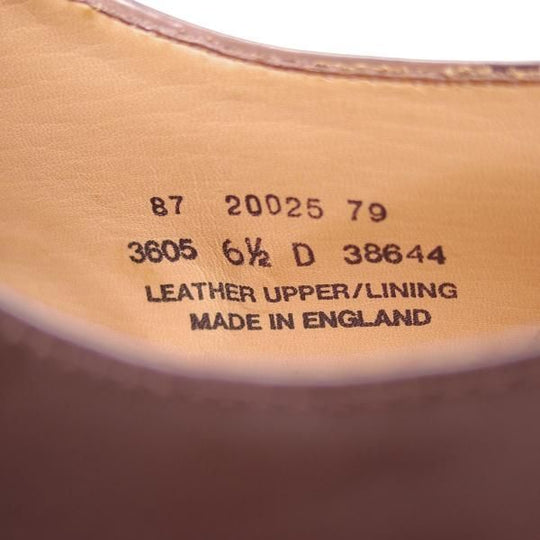 87 20025 79
3605 6½ D 38644
LEATHER UPPER/LINING
MADE IN ENGLAND